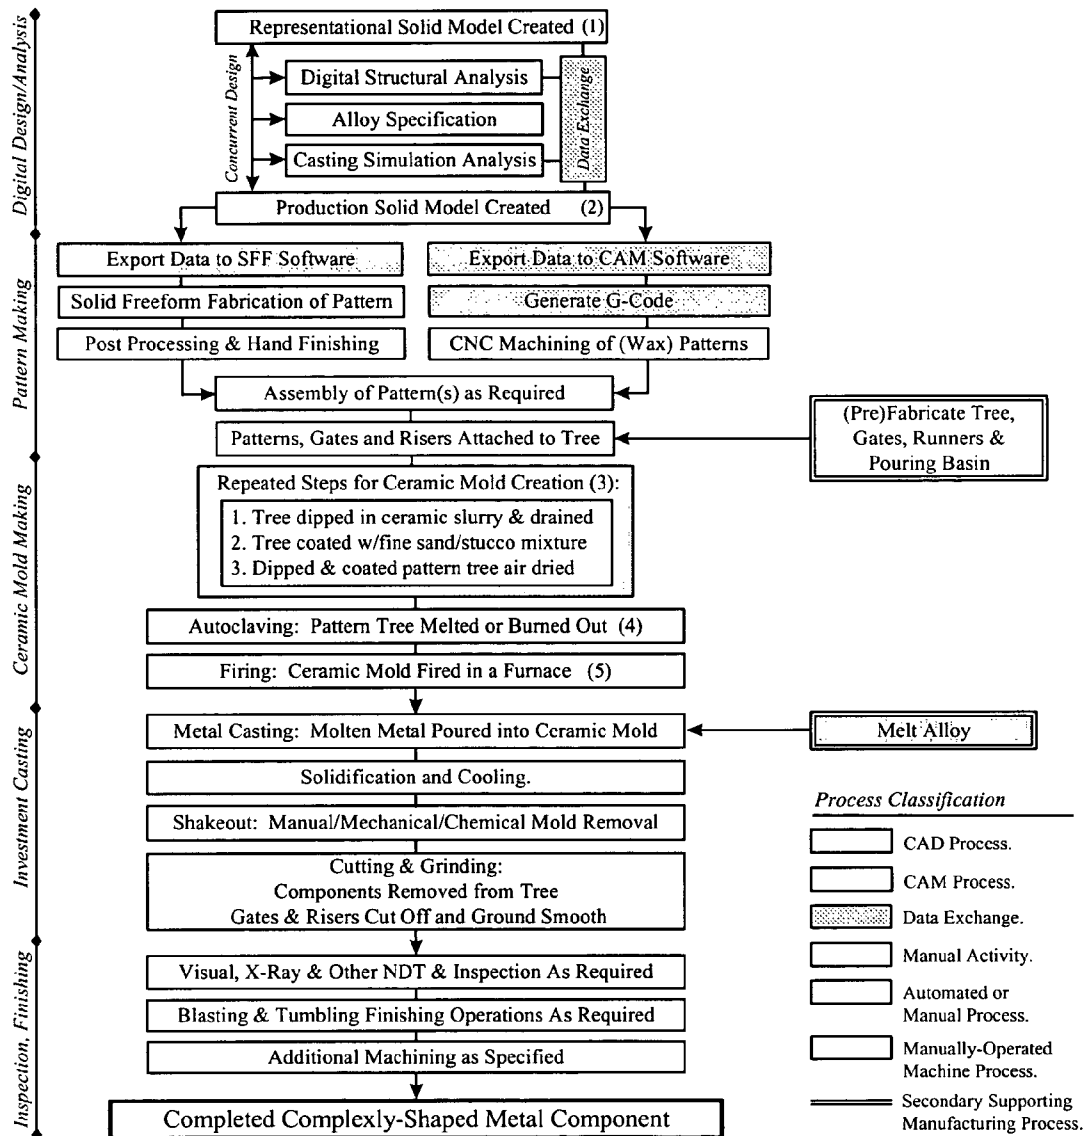 Digital Design/Analysis
Representational Solid Model Created (1)
Concurrent Design
Digital Structural Analysis
Alloy Specification
Casting Simulation Analysis
Data Exchange
Production Solid Model Created (2)
Pattern Making
Export Data to SFF Software
Export Data to CAM Software
Solid Freeform Fabrication of Pattern
Generate G-Code
Post Processing & Hand Finishing
CNC Machining of (Wax) Patterns
Assembly of Pattern(s) as Required
Patterns, Gates and Risers Attached to Tree
(Pre)Fabricate Tree,
Gates, Runners &
Pouring Basin
Ceramic Mold Making
Repeated Steps for Ceramic Mold Creation (3):
1. Tree dipped in ceramic slurry & drained
2. Tree coated w/fine sand/stucco mixture
3. Dipped & coated pattern tree air dried
Autoclaving: Pattern Tree Melted or Burned Out (4)
Firing: Ceramic Mold Fired in a Furnace (5)
Investment Casting
Metal Casting: Molten Metal Poured into Ceramic Mold
Melt Alloy
Solidification and Cooling.
Shakeout: Manual/Mechanical/Chemical Mold Removal
Cutting & Grinding:
Components Removed from Tree
Gates & Risers Cut Off and Ground Smooth
Inspection, Finishing
Visual, X-Ray & Other NDT & Inspection As Required
Blasting & Tumbling Finishing Operations As Required
Additional Machining as Specified
Completed Complexly-Shaped Metal Component
Process Classification
CAD Process.
CAM Process.
Data Exchange.
Manual Activity.
Automated or
Manual Process.
Manually-Operated
Machine Process.
Secondary Supporting
Manufacturing Process.